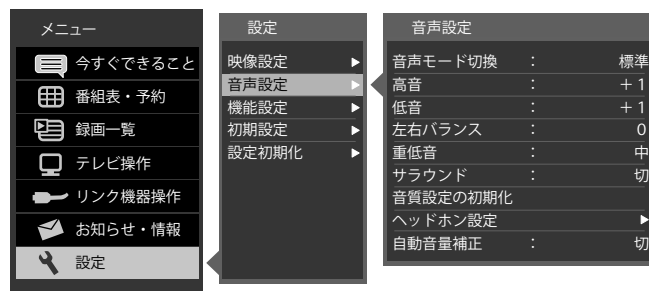 メニュー
今すぐできること
番組表・予約
録画一覧
テレビ操作
リンク機器操作
お知らせ・情報
設定
設定
映像設定
音声設定
機能設定
初期設定
設定初期化
音声設定
音声モード切換 : 標準
高音 : +1
低音 : +1
左右バランス : 0
重低音 : 中
サラウンド : 切
音質設定の初期化
ヘッドホン設定
自動音量補正 : 切